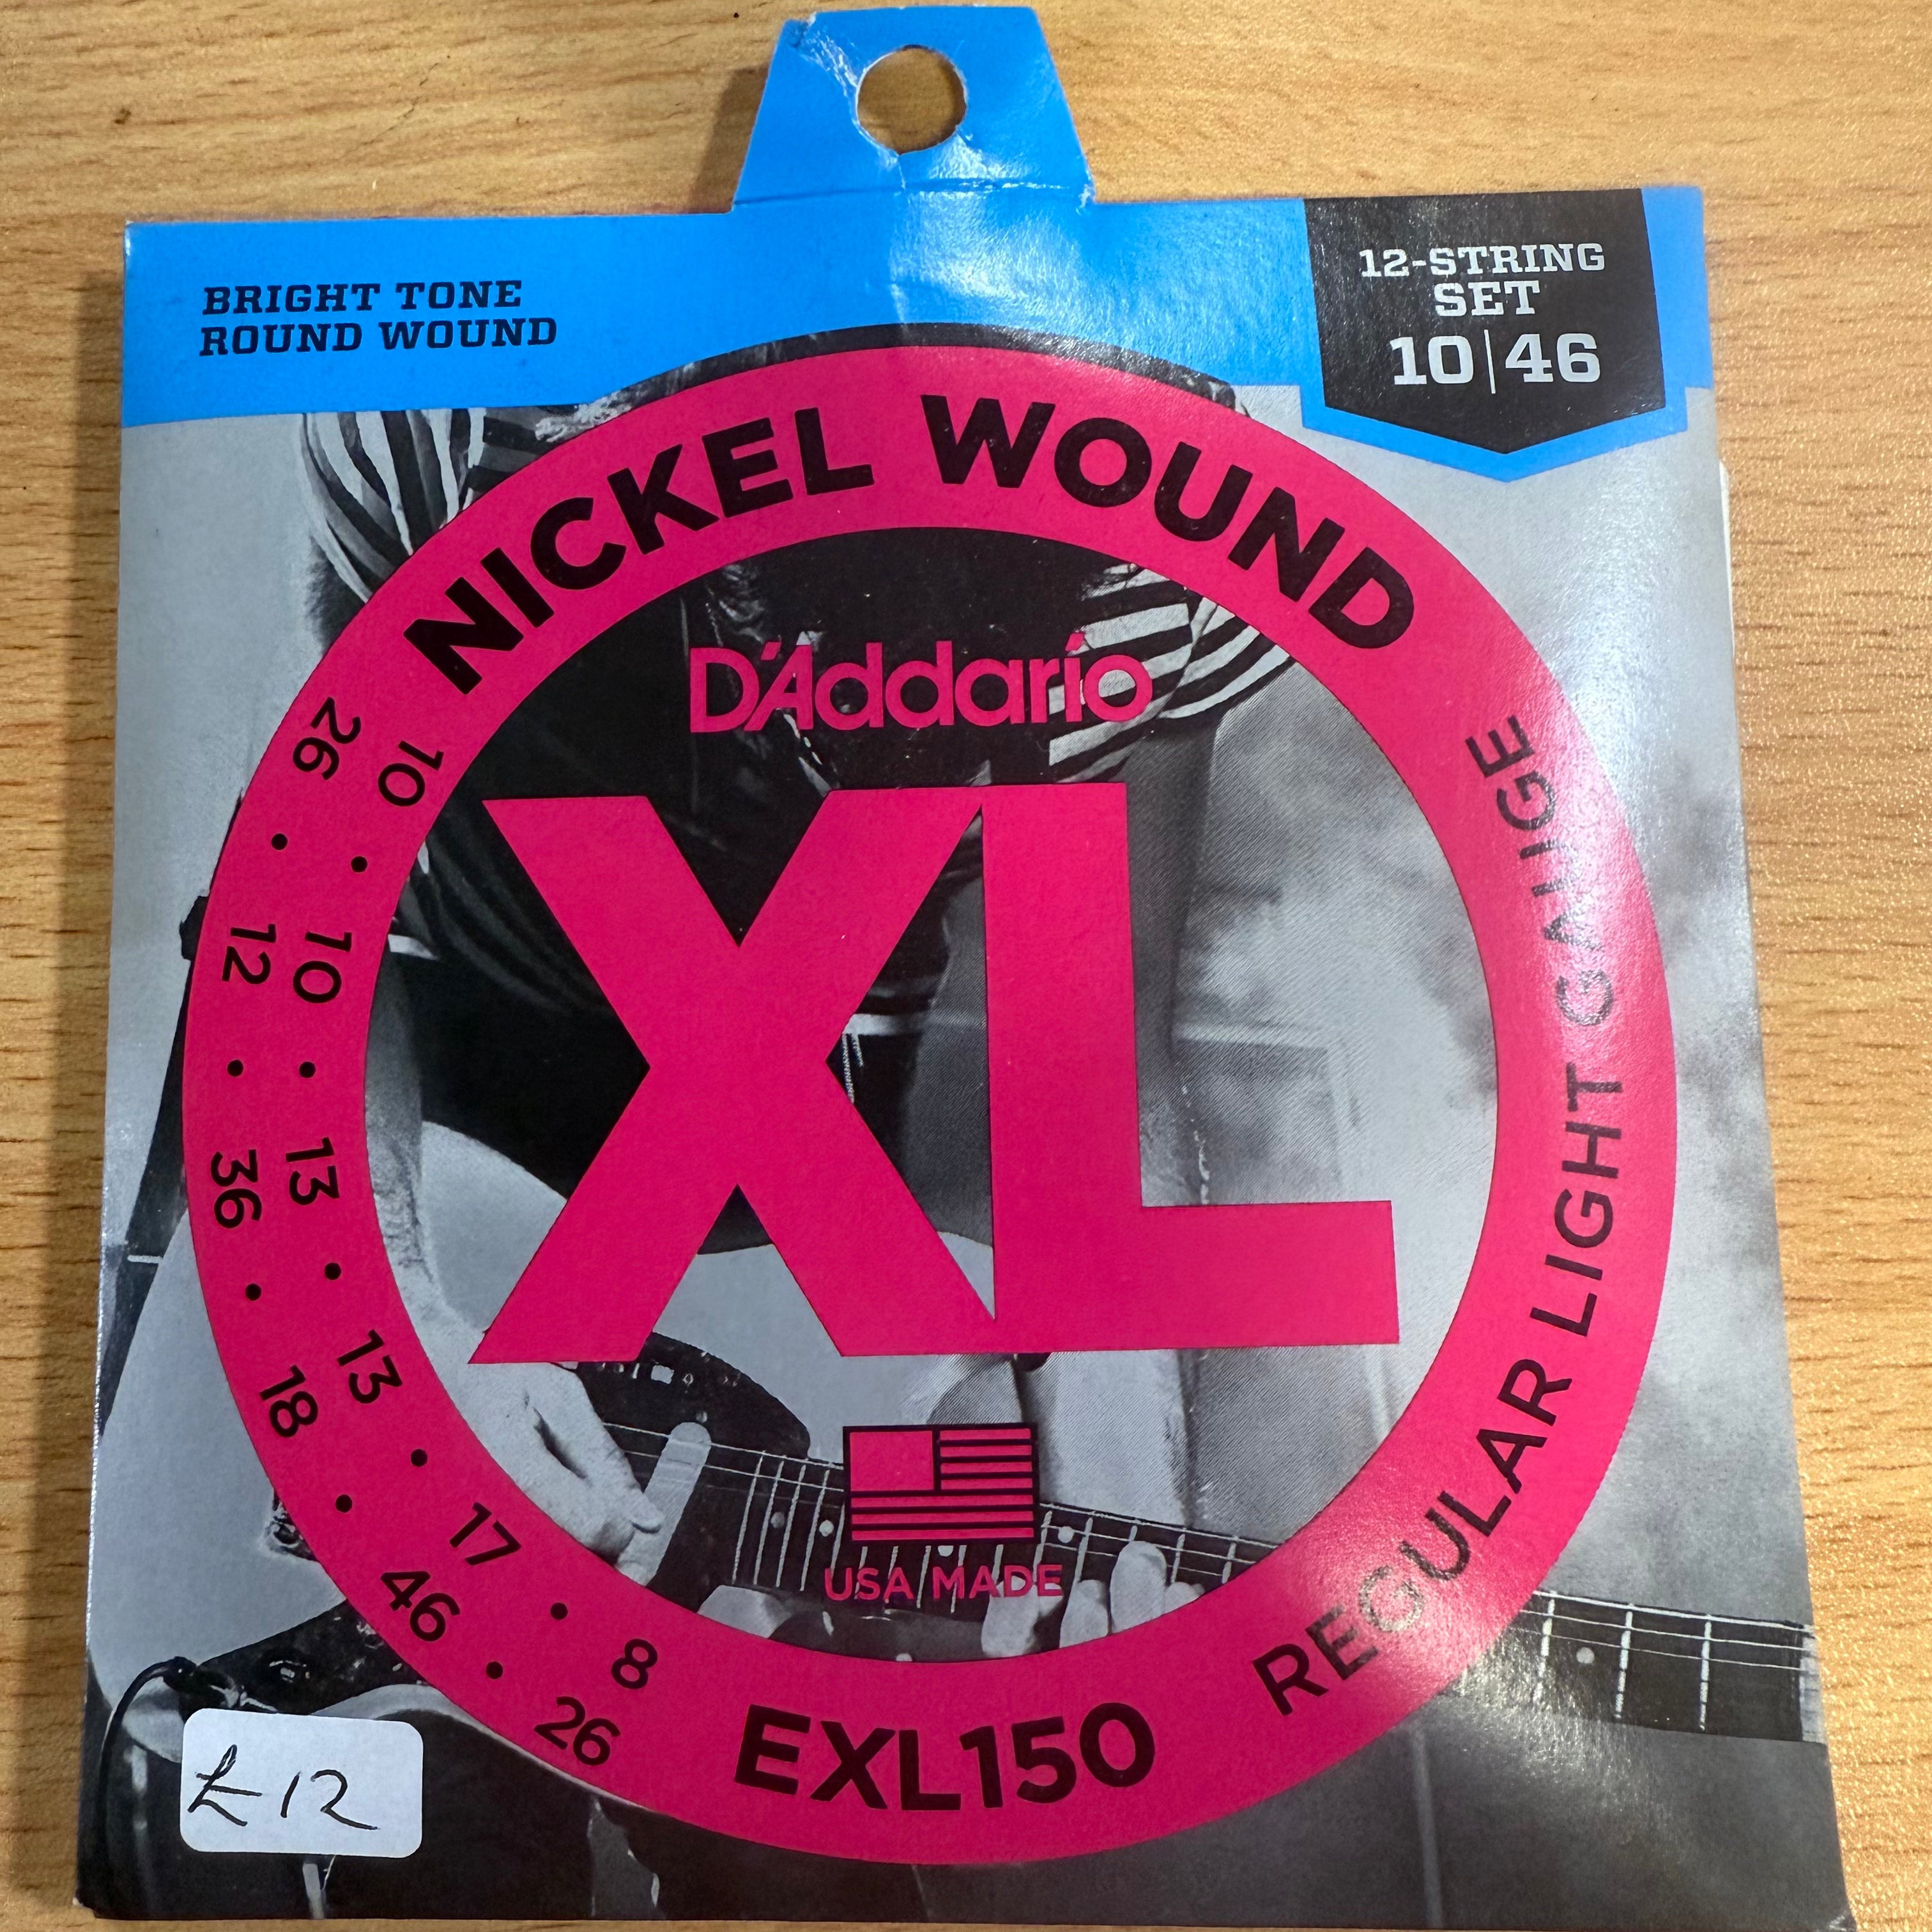 BRIGHT TONE
ROUND WOUND
12-STRING
SET
10|46
NICKEL WOUND
D'Addario
XL
USA MADE
REGULAR LIGHT GAUGE
10 • 10 • 13 • 13 • 17 • 8
26 • 12 • 36 • 18 • 46 • 26
EXL150
£12